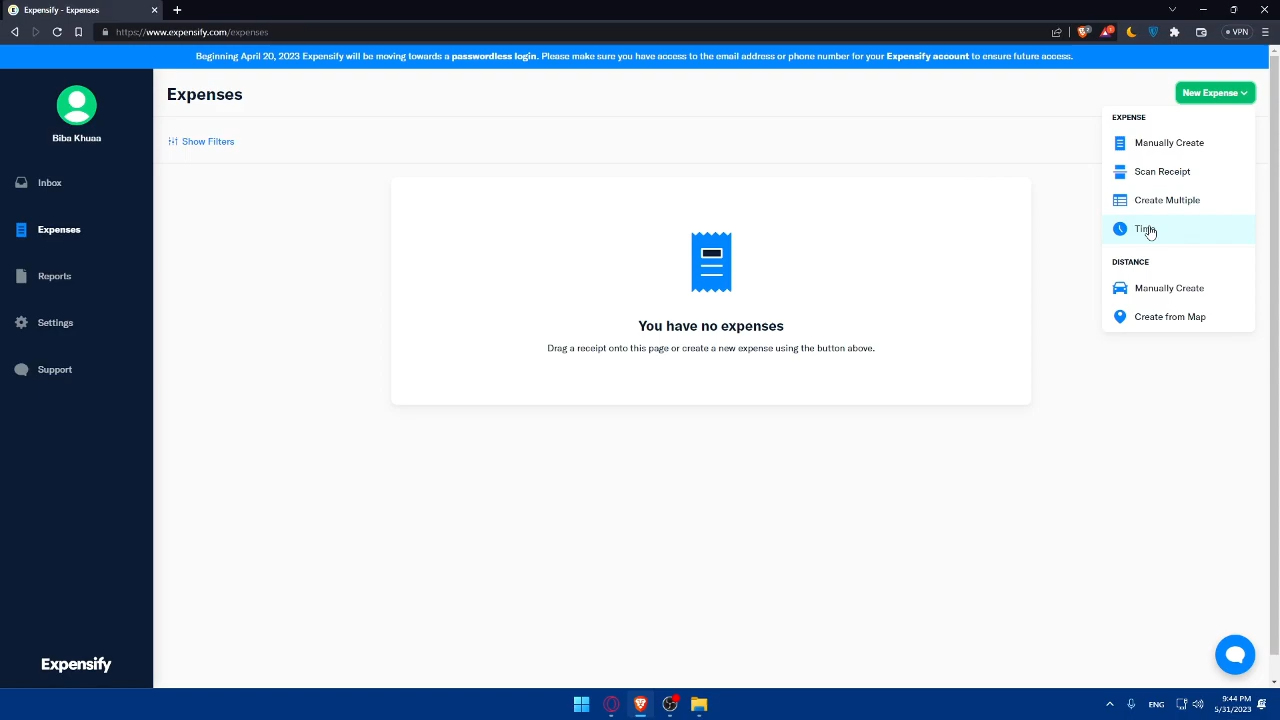 Expensify - Expenses
https://www.expensify.com/expenses
VPN
Beginning April 20, 2023 Expensify will be moving towards a passwordless login. Please make sure you have access to the email address or phone number for your Expensify account to ensure future access.
Biba Khuaa
Inbox
Expenses
Reports
Settings
Support
Expensify
Expenses
New Expense
Show Filters
EXPENSE
Manually Create
Scan Receipt
Create Multiple
Time
DISTANCE
Manually Create
Create from Map
You have no expenses
Drag a receipt onto this page or create a new expense using the button above.
ENG
9:44 PM
5/31/2023